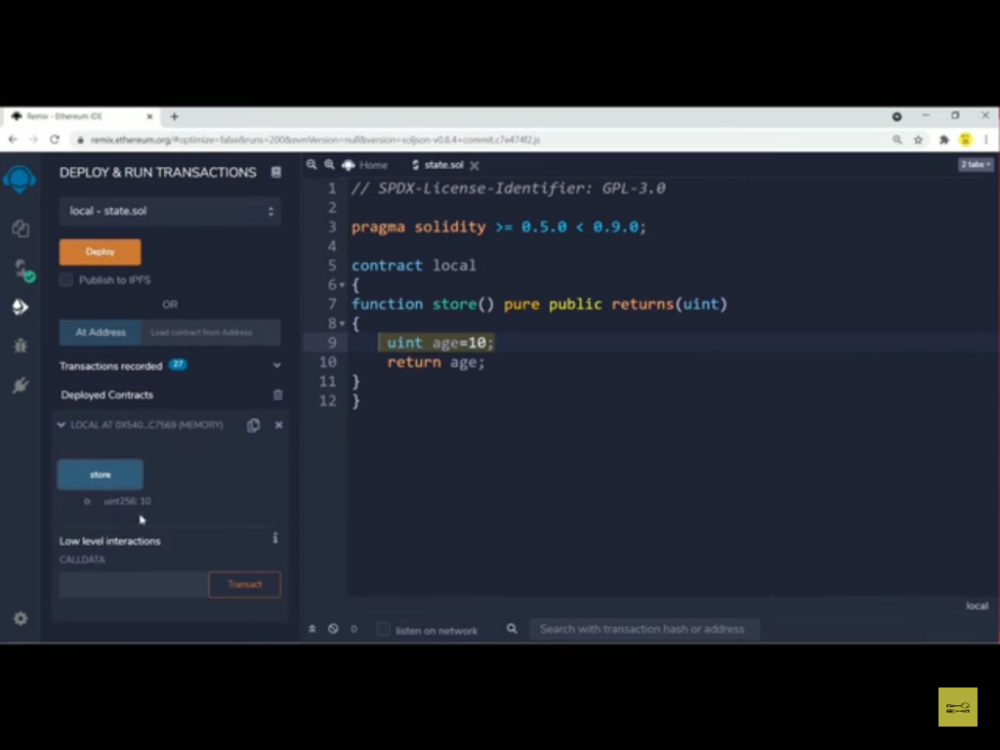 Remix - Ethereum IDE
remix.ethereum.org/#optimize=false&runs=200&evmVersion=null&version=soljson-v0.8.4+commit.c7e474f2.js
DEPLOY & RUN TRANSACTIONS
Home
state.sol
2 tabs
local - state.sol
Deploy
Publish to IPFS
OR
At Address
Load contract from Address
Transactions recorded 27
Deployed Contracts
LOCAL AT 0X540...C7569 (MEMORY)
store
0: uint256: 10
Low level interactions
i
CALLDATA
Transact
1 // SPDX-License-Identifier: GPL-3.0
2
3 pragma solidity >= 0.5.0 < 0.9.0;
4
5 contract local
6 {
7 function store() pure public returns(uint)
8 {
9 uint age=10;
10 return age;
11 }
12 }
local
0
listen on network
Search with transaction hash or address